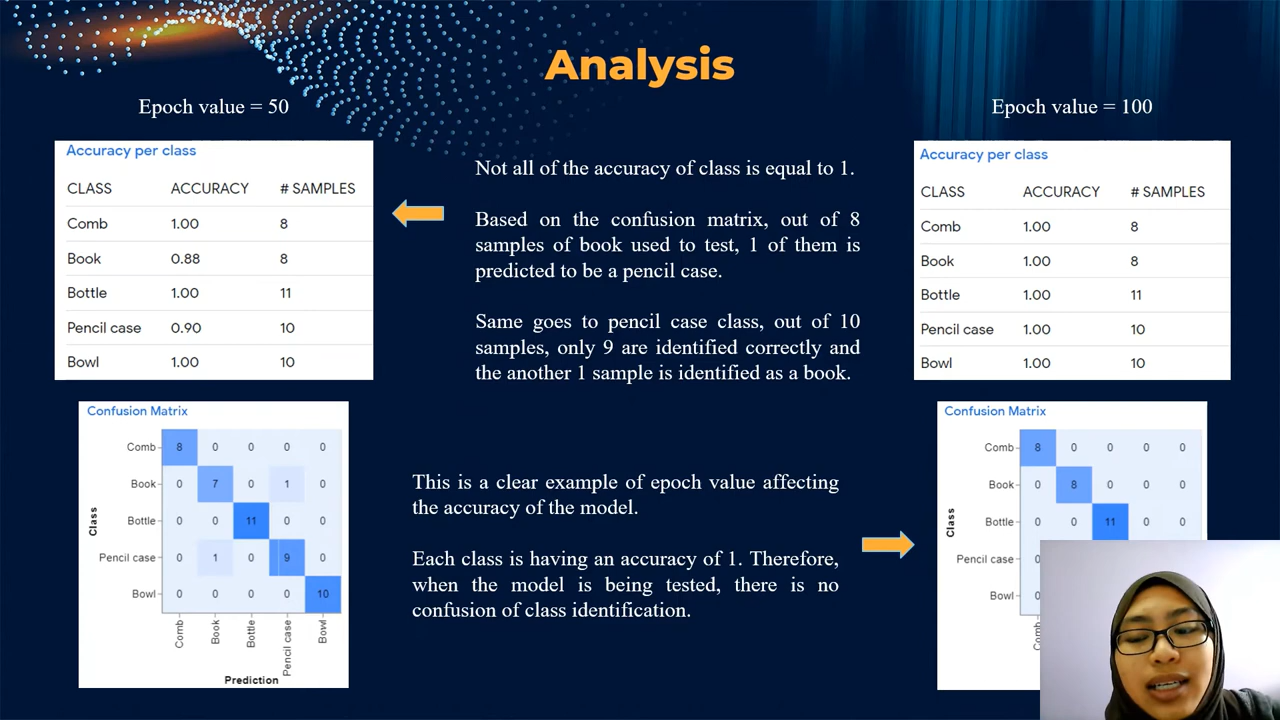 Analysis
Epoch value = 50
Accuracy per class
CLASS ACCURACY # SAMPLES
Comb 1.00 8
Book 0.88 8
Bottle 1.00 11
Pencil case 0.90 10
Bowl 1.00 10
Confusion Matrix
Comb 8 0 0 0 0
Book 0 7 0 1 0
Bottle 0 0 11 0 0
Pencil case 0 1 0 9 0
Bowl 0 0 0 0 10
Class
Comb Book Bottle Pencil case Bowl
Prediction
Not all of the accuracy of class is equal to 1.
Based on the confusion matrix, out of 8
samples of book used to test, 1 of them is
predicted to be a pencil case.
Same goes to pencil case class, out of 10
samples, only 9 are identified correctly and
the another 1 sample is identified as a book.
This is a clear example of epoch value affecting
the accuracy of the model.
Each class is having an accuracy of 1. Therefore,
when the model is being tested, there is no
confusion of class identification.
Epoch value = 100
Accuracy per class
CLASS ACCURACY # SAMPLES
Comb 1.00 8
Book 1.00 8
Bottle 1.00 11
Pencil case 1.00 10
Bowl 1.00 10
Confusion Matrix
Comb 8 0 0 0 0
Book 0 8 0 0 0
Bottle 0 0 11 0 0
Pencil case
Bowl
Class